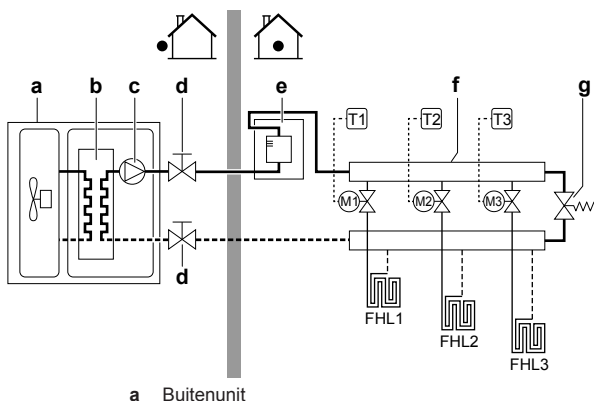 a b c d e f g
T1 T2 T3
M1 M2 M3
d
FHL1
FHL2
FHL3
a Buitenunit